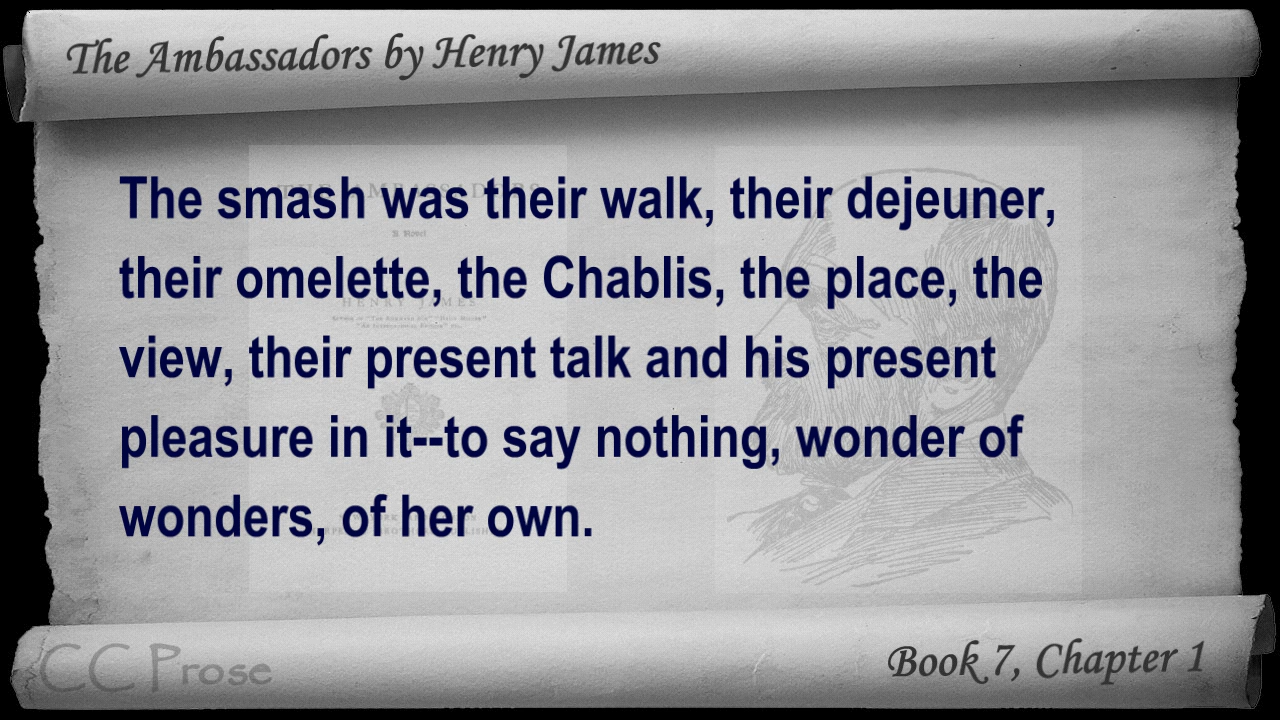 The Ambassadors by Henry James
The smash was their walk, their dejeuner,
their omelette, the Chablis, the place, the
view, their present talk and his present
pleasure in it--to say nothing, wonder of
wonders, of her own.
CC Prose
Book 7, Chapter 1